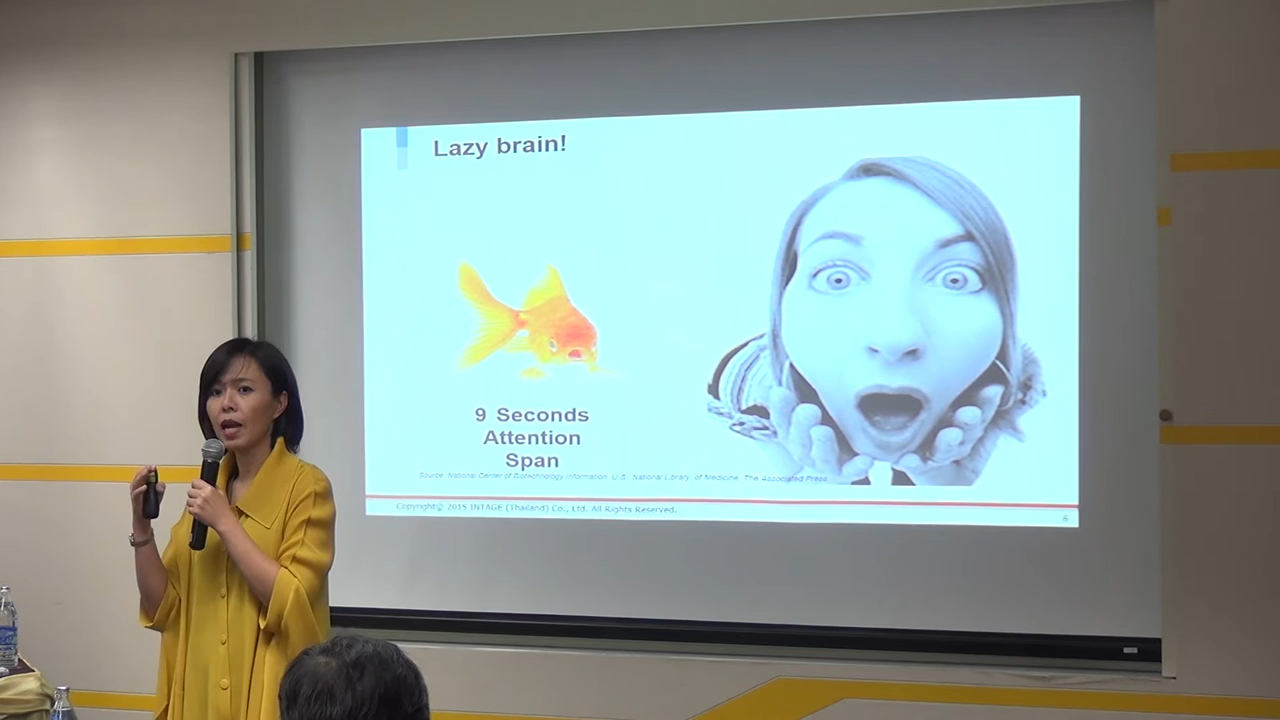 Lazy brain!
9 Seconds
Attention
Span
Source: National Center of Biotechnology Information, U.S. National Library of Medicine, The Associated Press
Copyright© 2015 INTAGE (Thailand) Co., Ltd. All Rights Reserved.
6